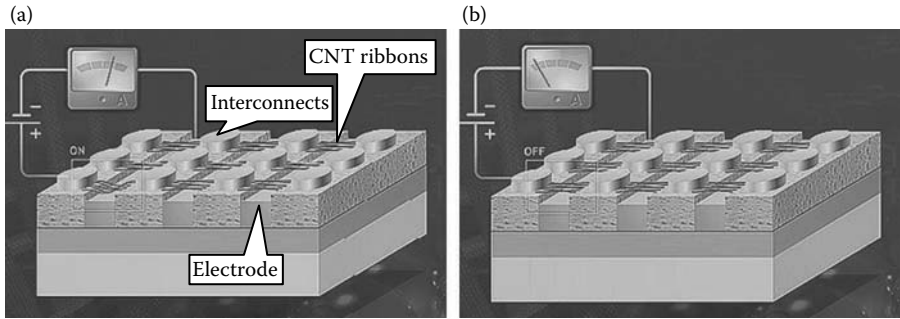 (a)
CNT ribbons
Interconnects
A
−
+
ON
Electrode
(b)
A
−
+
OFF